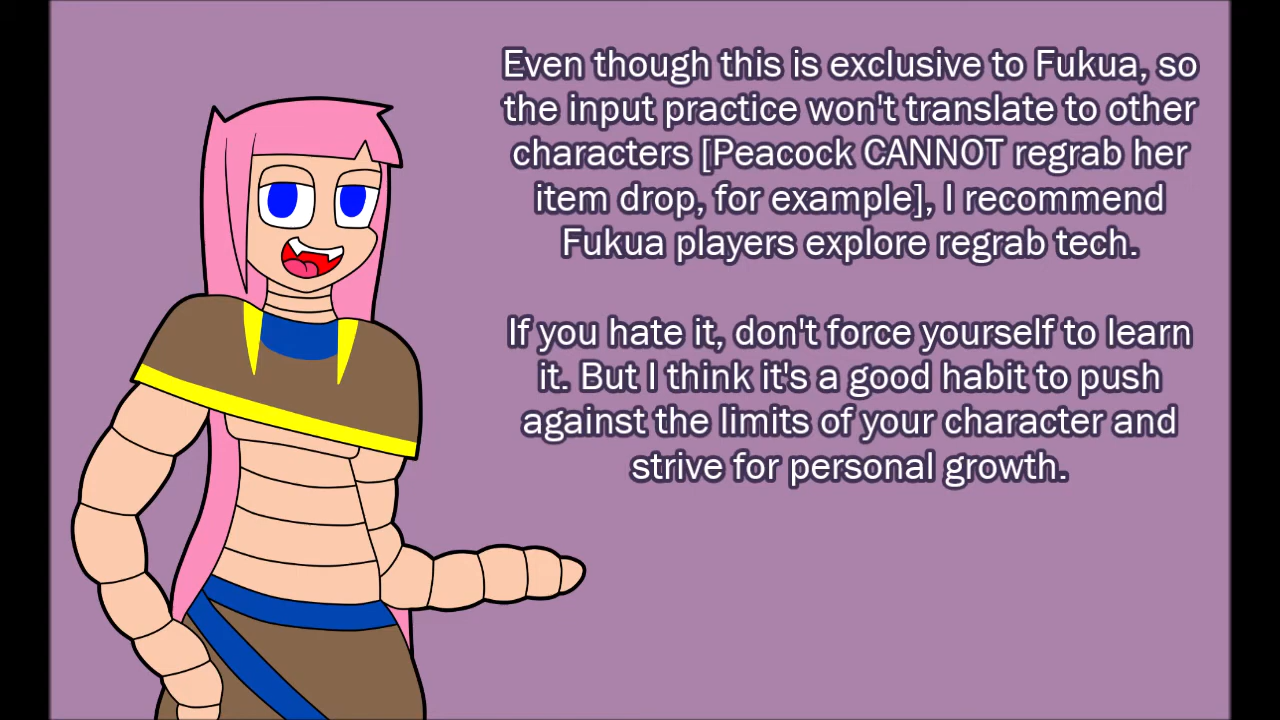 Even though this is exclusive to Fukua, so
the input practice won't translate to other
characters [Peacock CANNOT regrab her
item drop, for example], I recommend
Fukua players explore regrab tech.
If you hate it, don't force yourself to learn
it. But I think it's a good habit to push
against the limits of your character and
strive for personal growth.